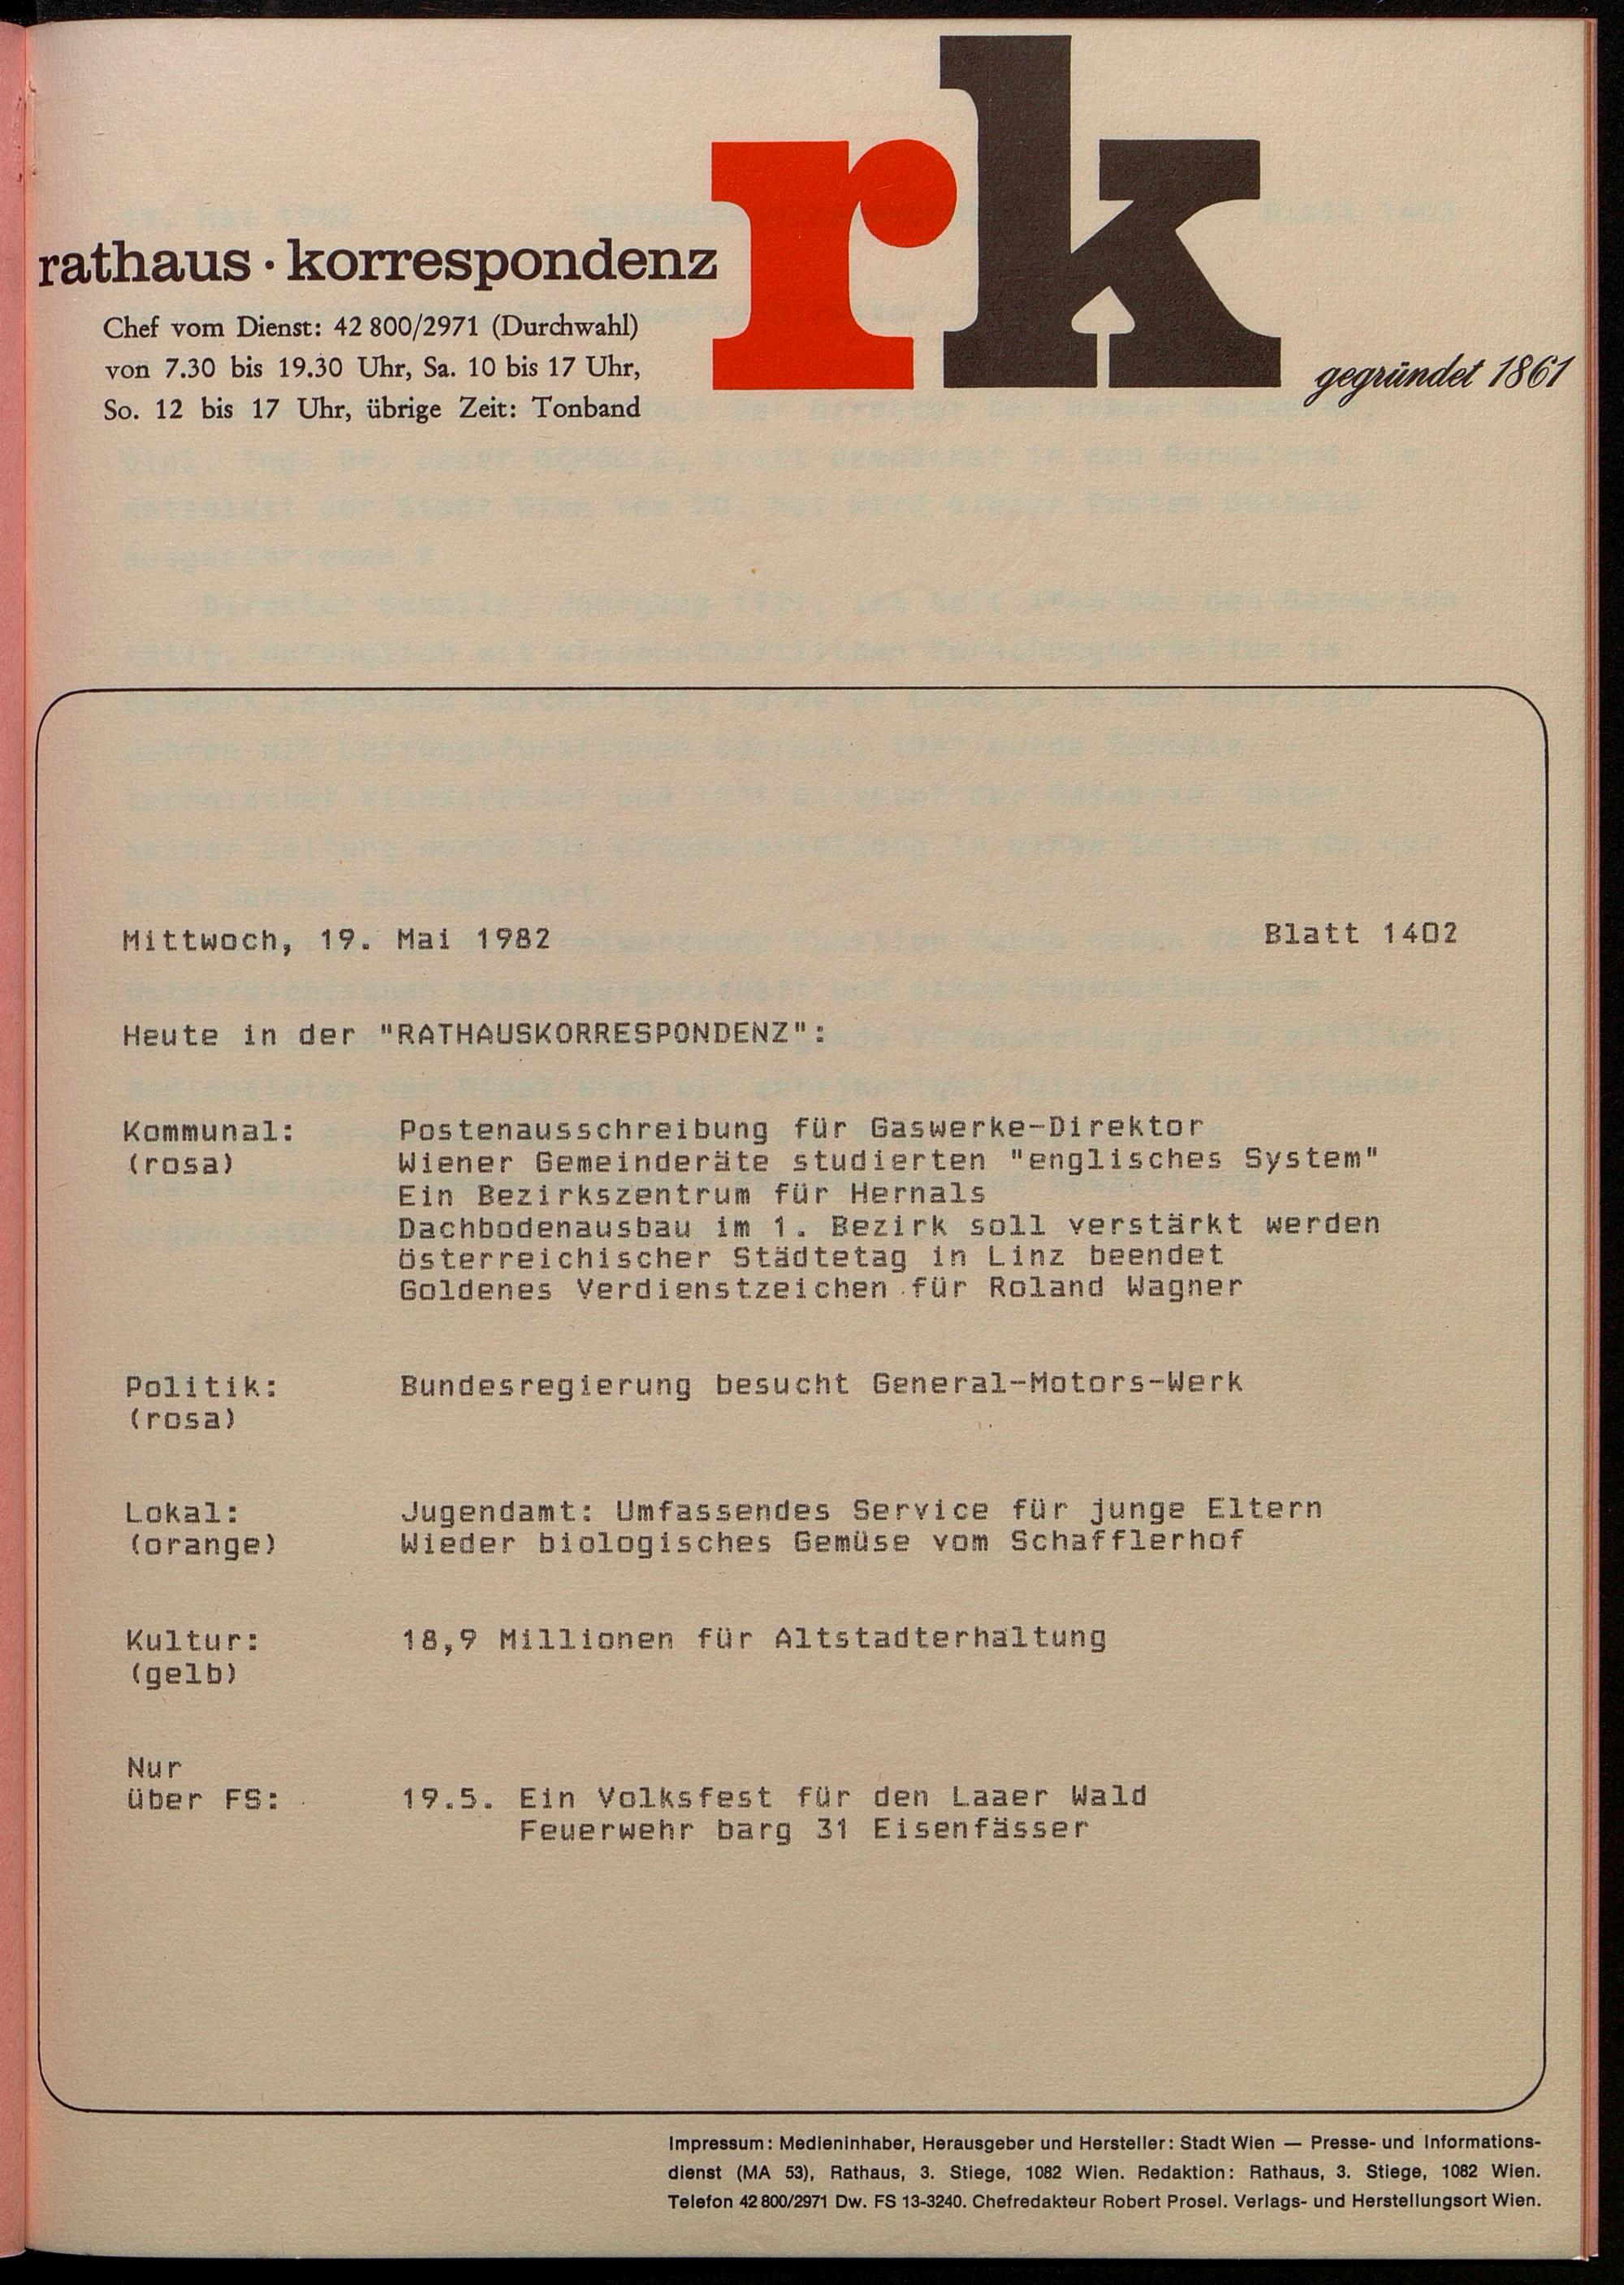 rk
rathaus · korrespondenz
Chef vom Dienst: 42 800/2971 (Durchwahl)
von 7.30 bis 19.30 Uhr, Sa. 10 bis 17 Uhr,
So. 12 bis 17 Uhr, übrige Zeit: Tonband
gegründet 1861
Mittwoch, 19. Mai 1982 Blatt 1402
Heute in der "RATHAUSKORRESPONDENZ":
Kommunal: Postenausschreibung für Gaswerke-Direktor
(rosa) Wiener Gemeinderäte studierten "englisches System"
Ein Bezirkszentrum für Hernals
Dachbodenausbau im 1. Bezirk soll verstärkt werden
österreichischer Städtetag in Linz beendet
Goldenes Verdienstzeichen für Roland Wagner
Politik: Bundesregierung besucht General-Motors-Werk
(rosa)
Lokal: Jugendamt: Umfassendes Service für junge Eltern
(orange) Wieder biologisches Gemüse vom Schafflerhof
Kultur: 18,9 Millionen für Altstadterhaltung
(gelb)
Nur
über FS: 19.5. Ein Volksfest für den Laaer Wald
Feuerwehr barg 31 Eisenfässer
Impressum: Medieninhaber, Herausgeber und Hersteller: Stadt Wien — Presse- und Informations-
dienst (MA 53), Rathaus, 3. Stiege, 1082 Wien. Redaktion: Rathaus, 3. Stiege, 1082 Wien.
Telefon 42 800/2971 Dw. FS 13-3240. Chefredakteur Robert Prosel. Verlags- und Herstellungsort Wien.